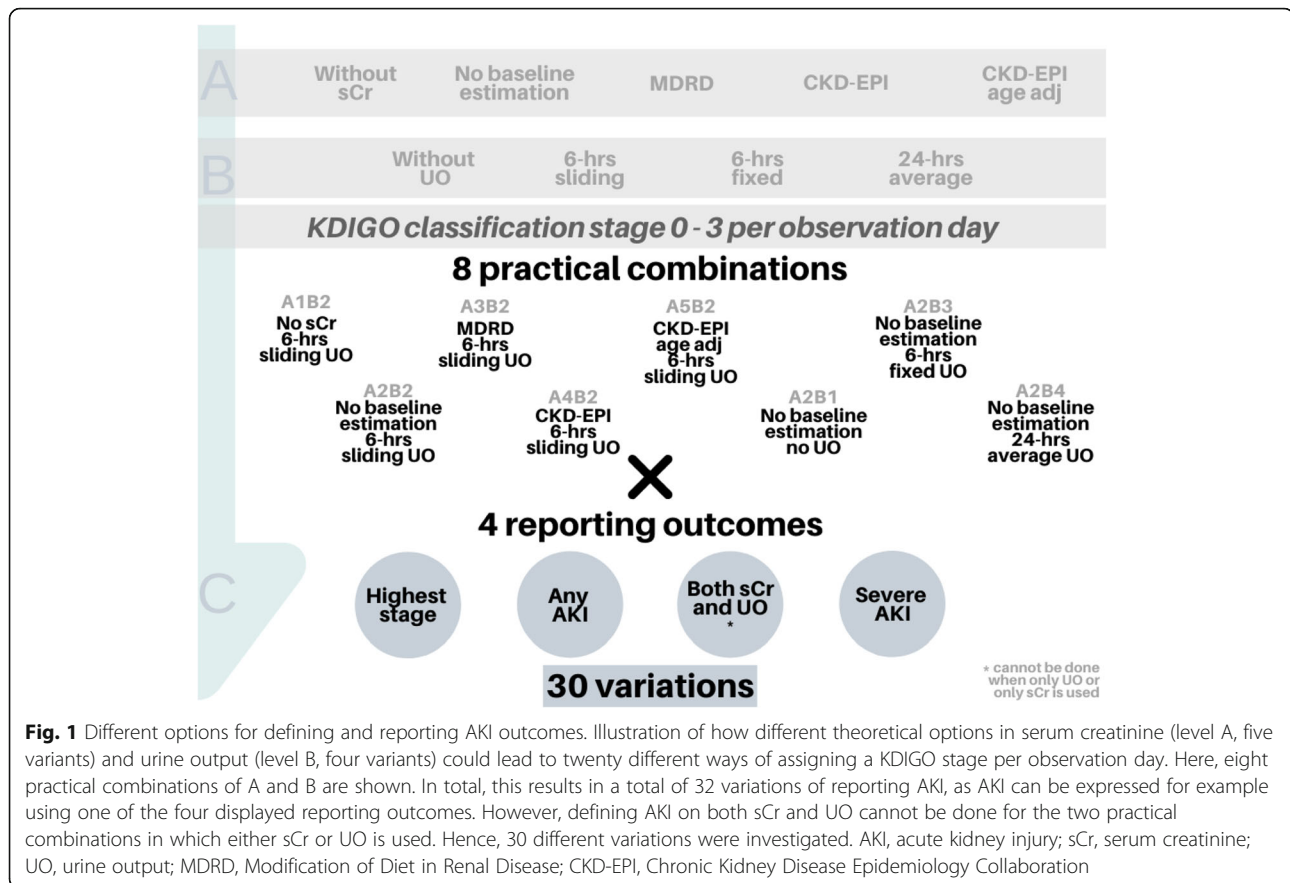 A
Without
sCr
No baseline
estimation
MDRD
CKD-EPI
CKD-EPI
age adj
B
Without
UO
6-hrs
sliding
6-hrs
fixed
24-hrs
average
KDIGO classification stage 0 - 3 per observation day
8 practical combinations
A1B2
No sCr
6-hrs
sliding UO
A3B2
MDRD
6-hrs
sliding UO
A5B2
CKD-EPI
age adj
6-hrs
sliding UO
A2B3
No baseline
estimation
6-hrs
fixed UO
A2B2
No baseline
estimation
6-hrs
sliding UO
A4B2
CKD-EPI
6-hrs
sliding UO
A2B1
No baseline
estimation
no UO
A2B4
No baseline
estimation
24-hrs
average UO
×
4 reporting outcomes
C
Highest
stage
Any
AKI
Both sCr
and UO
*
Severe
AKI
30 variations
* cannot be done
when only UO or
only sCr is used
Fig. 1 Different options for defining and reporting AKI outcomes. Illustration of how different theoretical options in serum creatinine (level A, five
variants) and urine output (level B, four variants) could lead to twenty different ways of assigning a KDIGO stage per observation day. Here, eight
practical combinations of A and B are shown. In total, this results in a total of 32 variations of reporting AKI, as AKI can be expressed for example
using one of the four displayed reporting outcomes. However, defining AKI on both sCr and UO cannot be done for the two practical
combinations in which either sCr or UO is used. Hence, 30 different variations were investigated. AKI, acute kidney injury; sCr, serum creatinine;
UO, urine output; MDRD, Modification of Diet in Renal Disease; CKD-EPI, Chronic Kidney Disease Epidemiology Collaboration